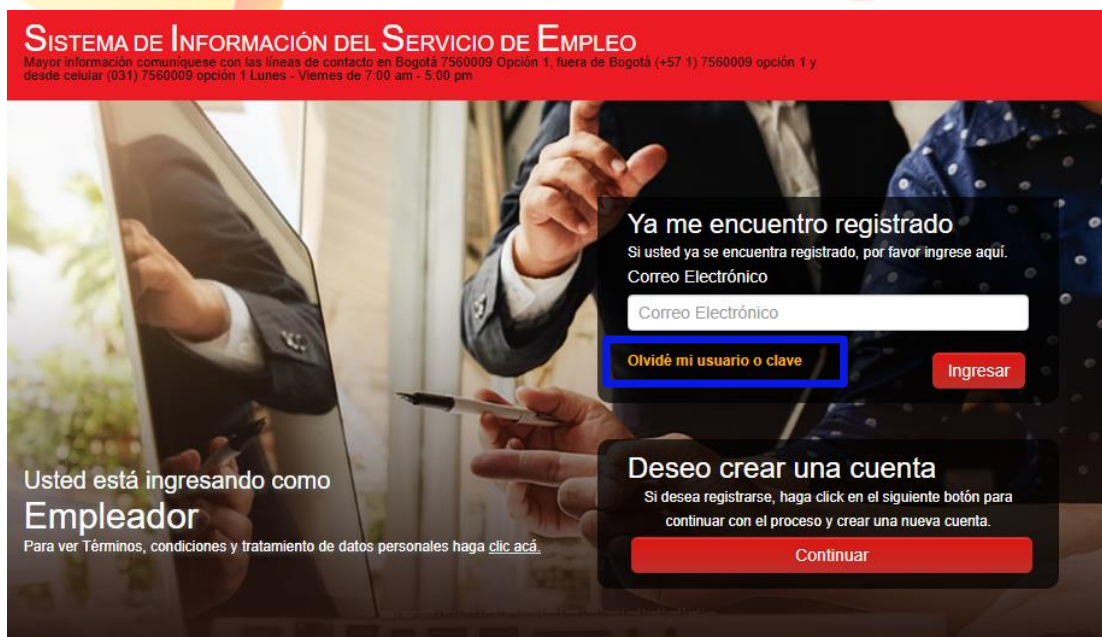 SISTEMA DE INFORMACIÓN DEL SERVICIO DE EMPLEO
Mayor información comuníquese con las líneas de contacto en Bogotá 7560009 Opción 1, fuera de Bogotá (+57 1) 7560009 opción 1 y
desde celular (031) 7560009 opción 1 Lunes - Viernes de 7:00 am - 5:00 pm
Ya me encuentro registrado
Si usted ya se encuentra registrado, por favor ingrese aquí.
Correo Electrónico
Correo Electrónico
Olvidé mi usuario o clave
Ingresar
Usted está ingresando como
Empleador
Para ver Términos, condiciones y tratamiento de datos personales haga clic acá.
Deseo crear una cuenta
Si desea registrarse, haga click en el siguiente botón para
continuar con el proceso y crear una nueva cuenta.
Continuar